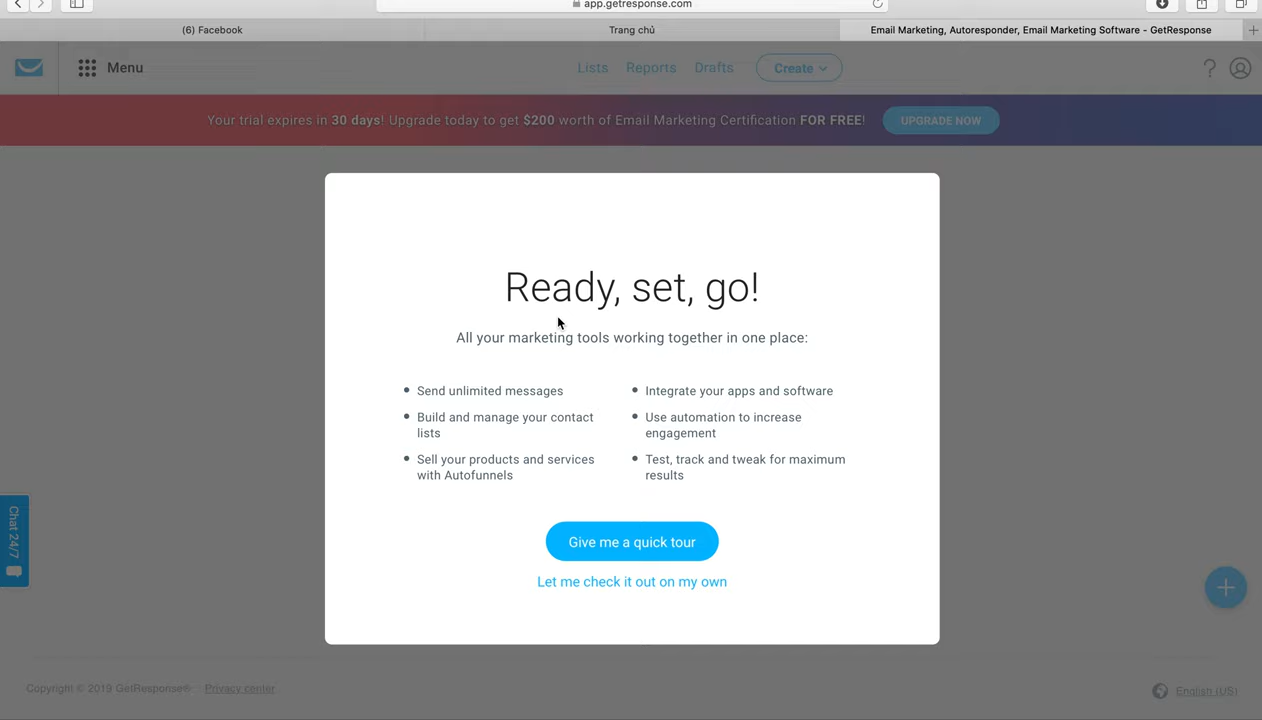 app.getresponse.com
(6) Facebook
Trang chủ
Email Marketing, Autoresponder, Email Marketing Software - GetResponse
Menu
Lists
Reports
Drafts
Create
Your trial expires in 30 days! Upgrade today to get $200 worth of Email Marketing Certification FOR FREE!
UPGRADE NOW
Ready, set, go!
All your marketing tools working together in one place:
Send unlimited messages
Build and manage your contact
lists
Sell your products and services
with Autofunnels
Integrate your apps and software
Use automation to increase
engagement
Test, track and tweak for maximum
results
Give me a quick tour
Let me check it out on my own
Chat 24/7
Copyright © 2019 GetResponse®.
Privacy center
English (US)